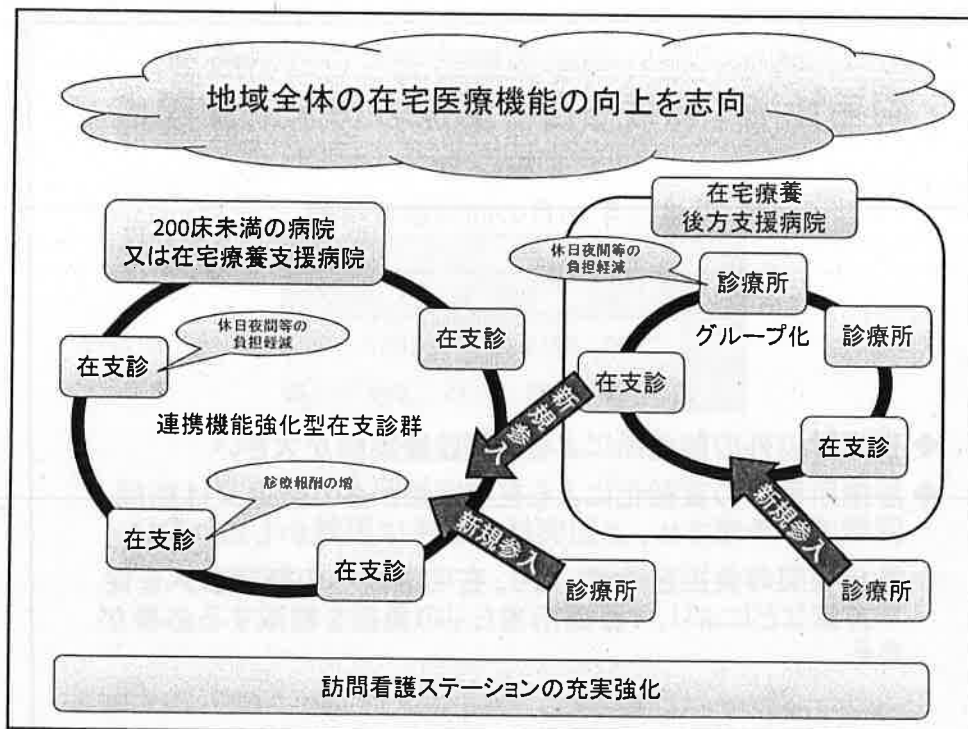 地域全体の在宅医療機能の向上を志向
在宅療養
後方支援病院
200床未満の病院
又は在宅療養支援病院
休日夜間等の
負担軽減
診療所
グループ化
診療所
在支診
在支診
新規参入
診療所
休日夜間等の
負担軽減
在支診
在支診
連携機能強化型在支診群
新規参入
診療報酬の増
在支診
在支診
新規参入
診療所
訪問看護ステーションの充実強化